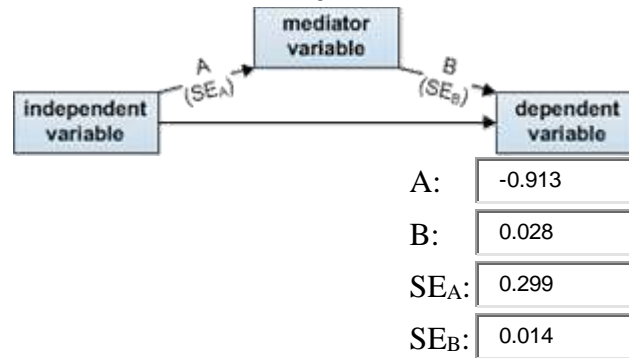 mediator
variable
A
(SEA)
B
(SEB)
independent
variable
dependent
variable
A: -0.913
B: 0.028
SEA: 0.299
SEB: 0.014